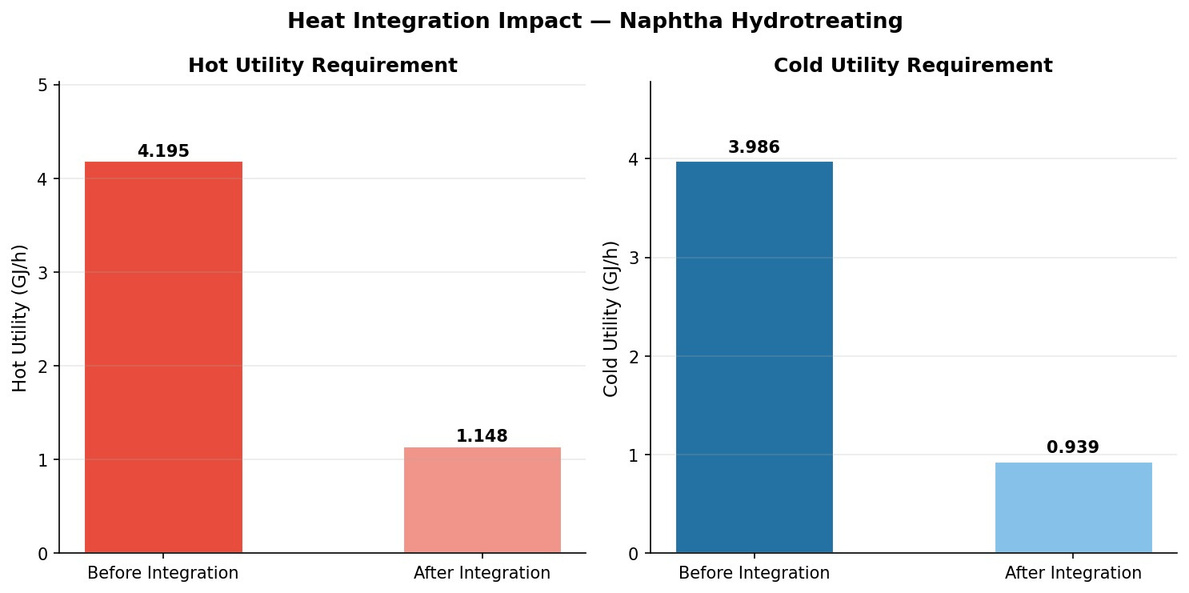 Heat Integration Impact — Naphtha Hydrotreating
Hot Utility Requirement
Hot Utility (GJ/h)
5
4
3
2
1
0
4.195
1.148
Before Integration
After Integration
Cold Utility Requirement
Cold Utility (GJ/h)
4
3
2
1
0
3.986
0.939
Before Integration
After Integration